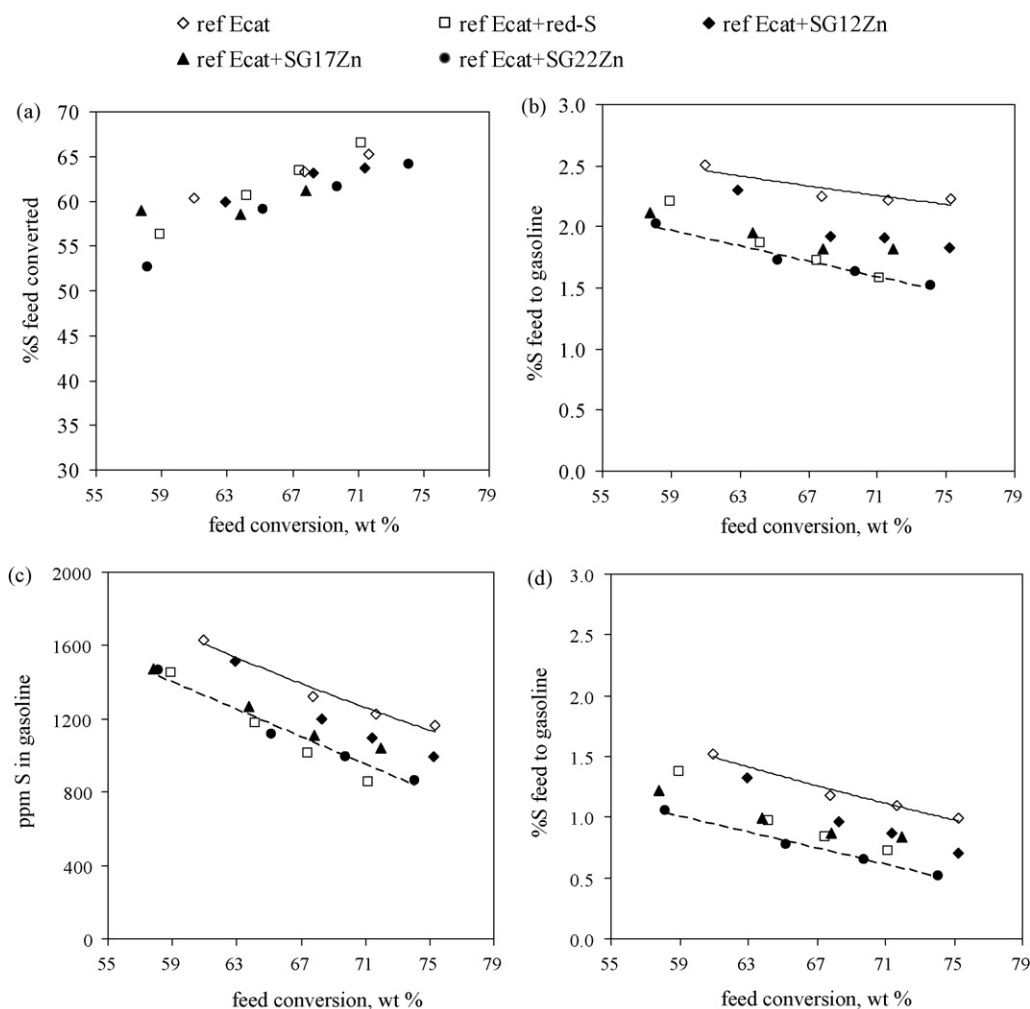 ref Ecat
ref Ecat+red-S
ref Ecat+SG12Zn
ref Ecat+SG17Zn
ref Ecat+SG22Zn
(a)
70
65
60
55
50
45
40
35
30
%S feed converted
55 59 63 67 71 75 79
feed conversion, wt %
(b)
3.0
2.5
2.0
1.5
1.0
0.5
0.0
%S feed to gasoline
55 59 63 67 71 75 79
feed conversion, wt %
(c)
2000
1600
1200
800
400
0
ppm S in gasoline
55 59 63 67 71 75 79
feed conversion, wt %
(d)
3.0
2.5
2.0
1.5
1.0
0.5
0.0
%S feed to gasoline
55 59 63 67 71 75 79
feed conversion, wt %